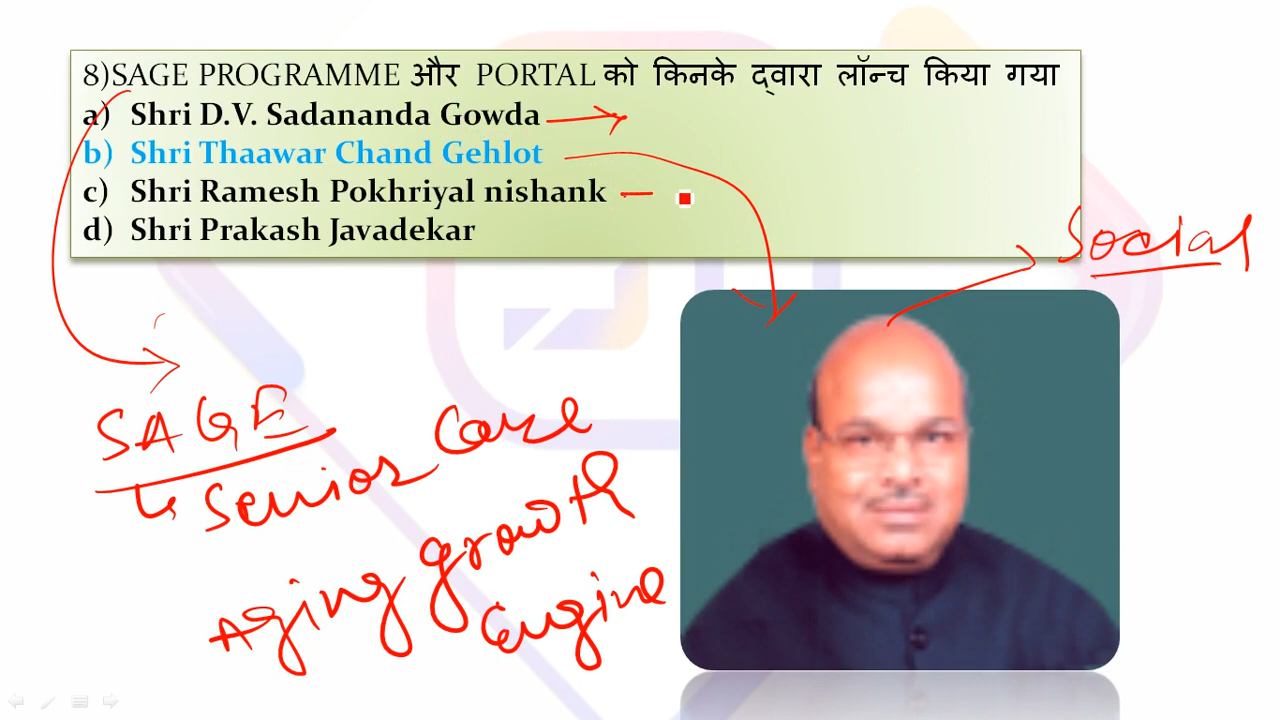 8)SAGE PROGRAMME और PORTAL को किनके द्वारा लॉन्च किया गया
a) Shri D.V. Sadananda Gowda
b) Shri Thaawar Chand Gehlot
c) Shri Ramesh Pokhriyal nishank
d) Shri Prakash Javadekar
Social
SAGE
Senior Care
Aging growth
Engine